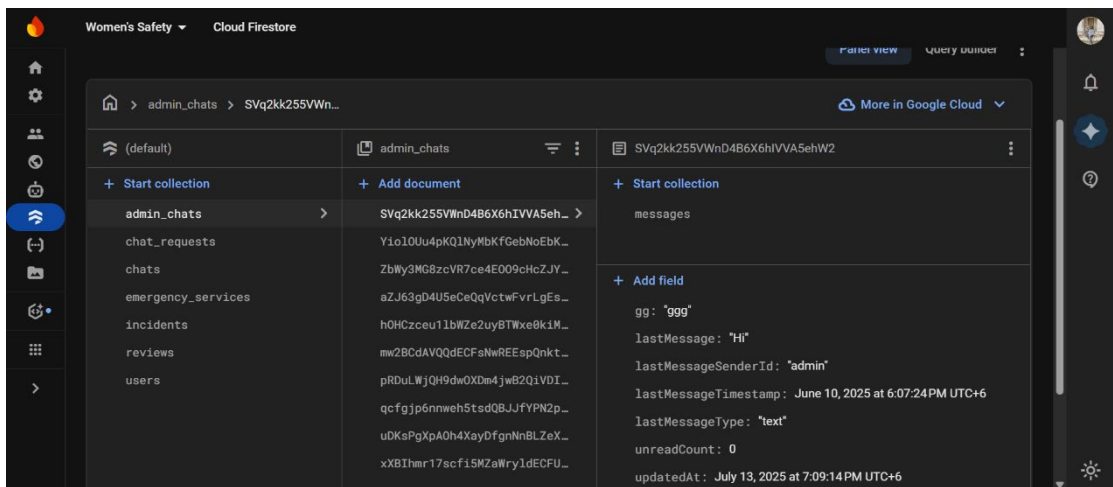 Women's Safety
Cloud Firestore
Panel view
Query builder
admin_chats
SVq2kk255VWn…
More in Google Cloud
(default)
admin_chats
SVq2kk255VWnD4B6X6hIVVA5ehW2
Start collection
Add document
Start collection
admin_chats
SVq2kk255VWnD4B6X6hIVVA5eh…
messages
chat_requests
YiolOUu4pKQlNyMbKfGebNoEbK…
chats
ZbWy3MG8zcVR7ce4EOO9cHcZJY…
Add field
emergency_services
aZJ63gD4U5eCeQqVctwFvrLgEs…
gg: "ggg"
incidents
hOHCzceu1lbWZe2uyBTWxe0kiM…
lastMessage: "Hi"
reviews
mw2BCdAVQQdECFsNwREEspQnkt…
lastMessageSenderId: "admin"
users
pRDuLWjQH9dwOXDm4jwB2QiVDI…
lastMessageTimestamp: June 10, 2025 at 6:07:24 PM UTC+6
qcfgjp6nnweh5tsdQBJJfYPN2p…
lastMessageType: "text"
uDKsPgXpAOh4XayDfgnNnBLZeX…
unreadCount: 0
xXBIhmr17scfi5MZaWryldECFU…
updatedAt: July 13, 2025 at 7:09:14 PM UTC+6